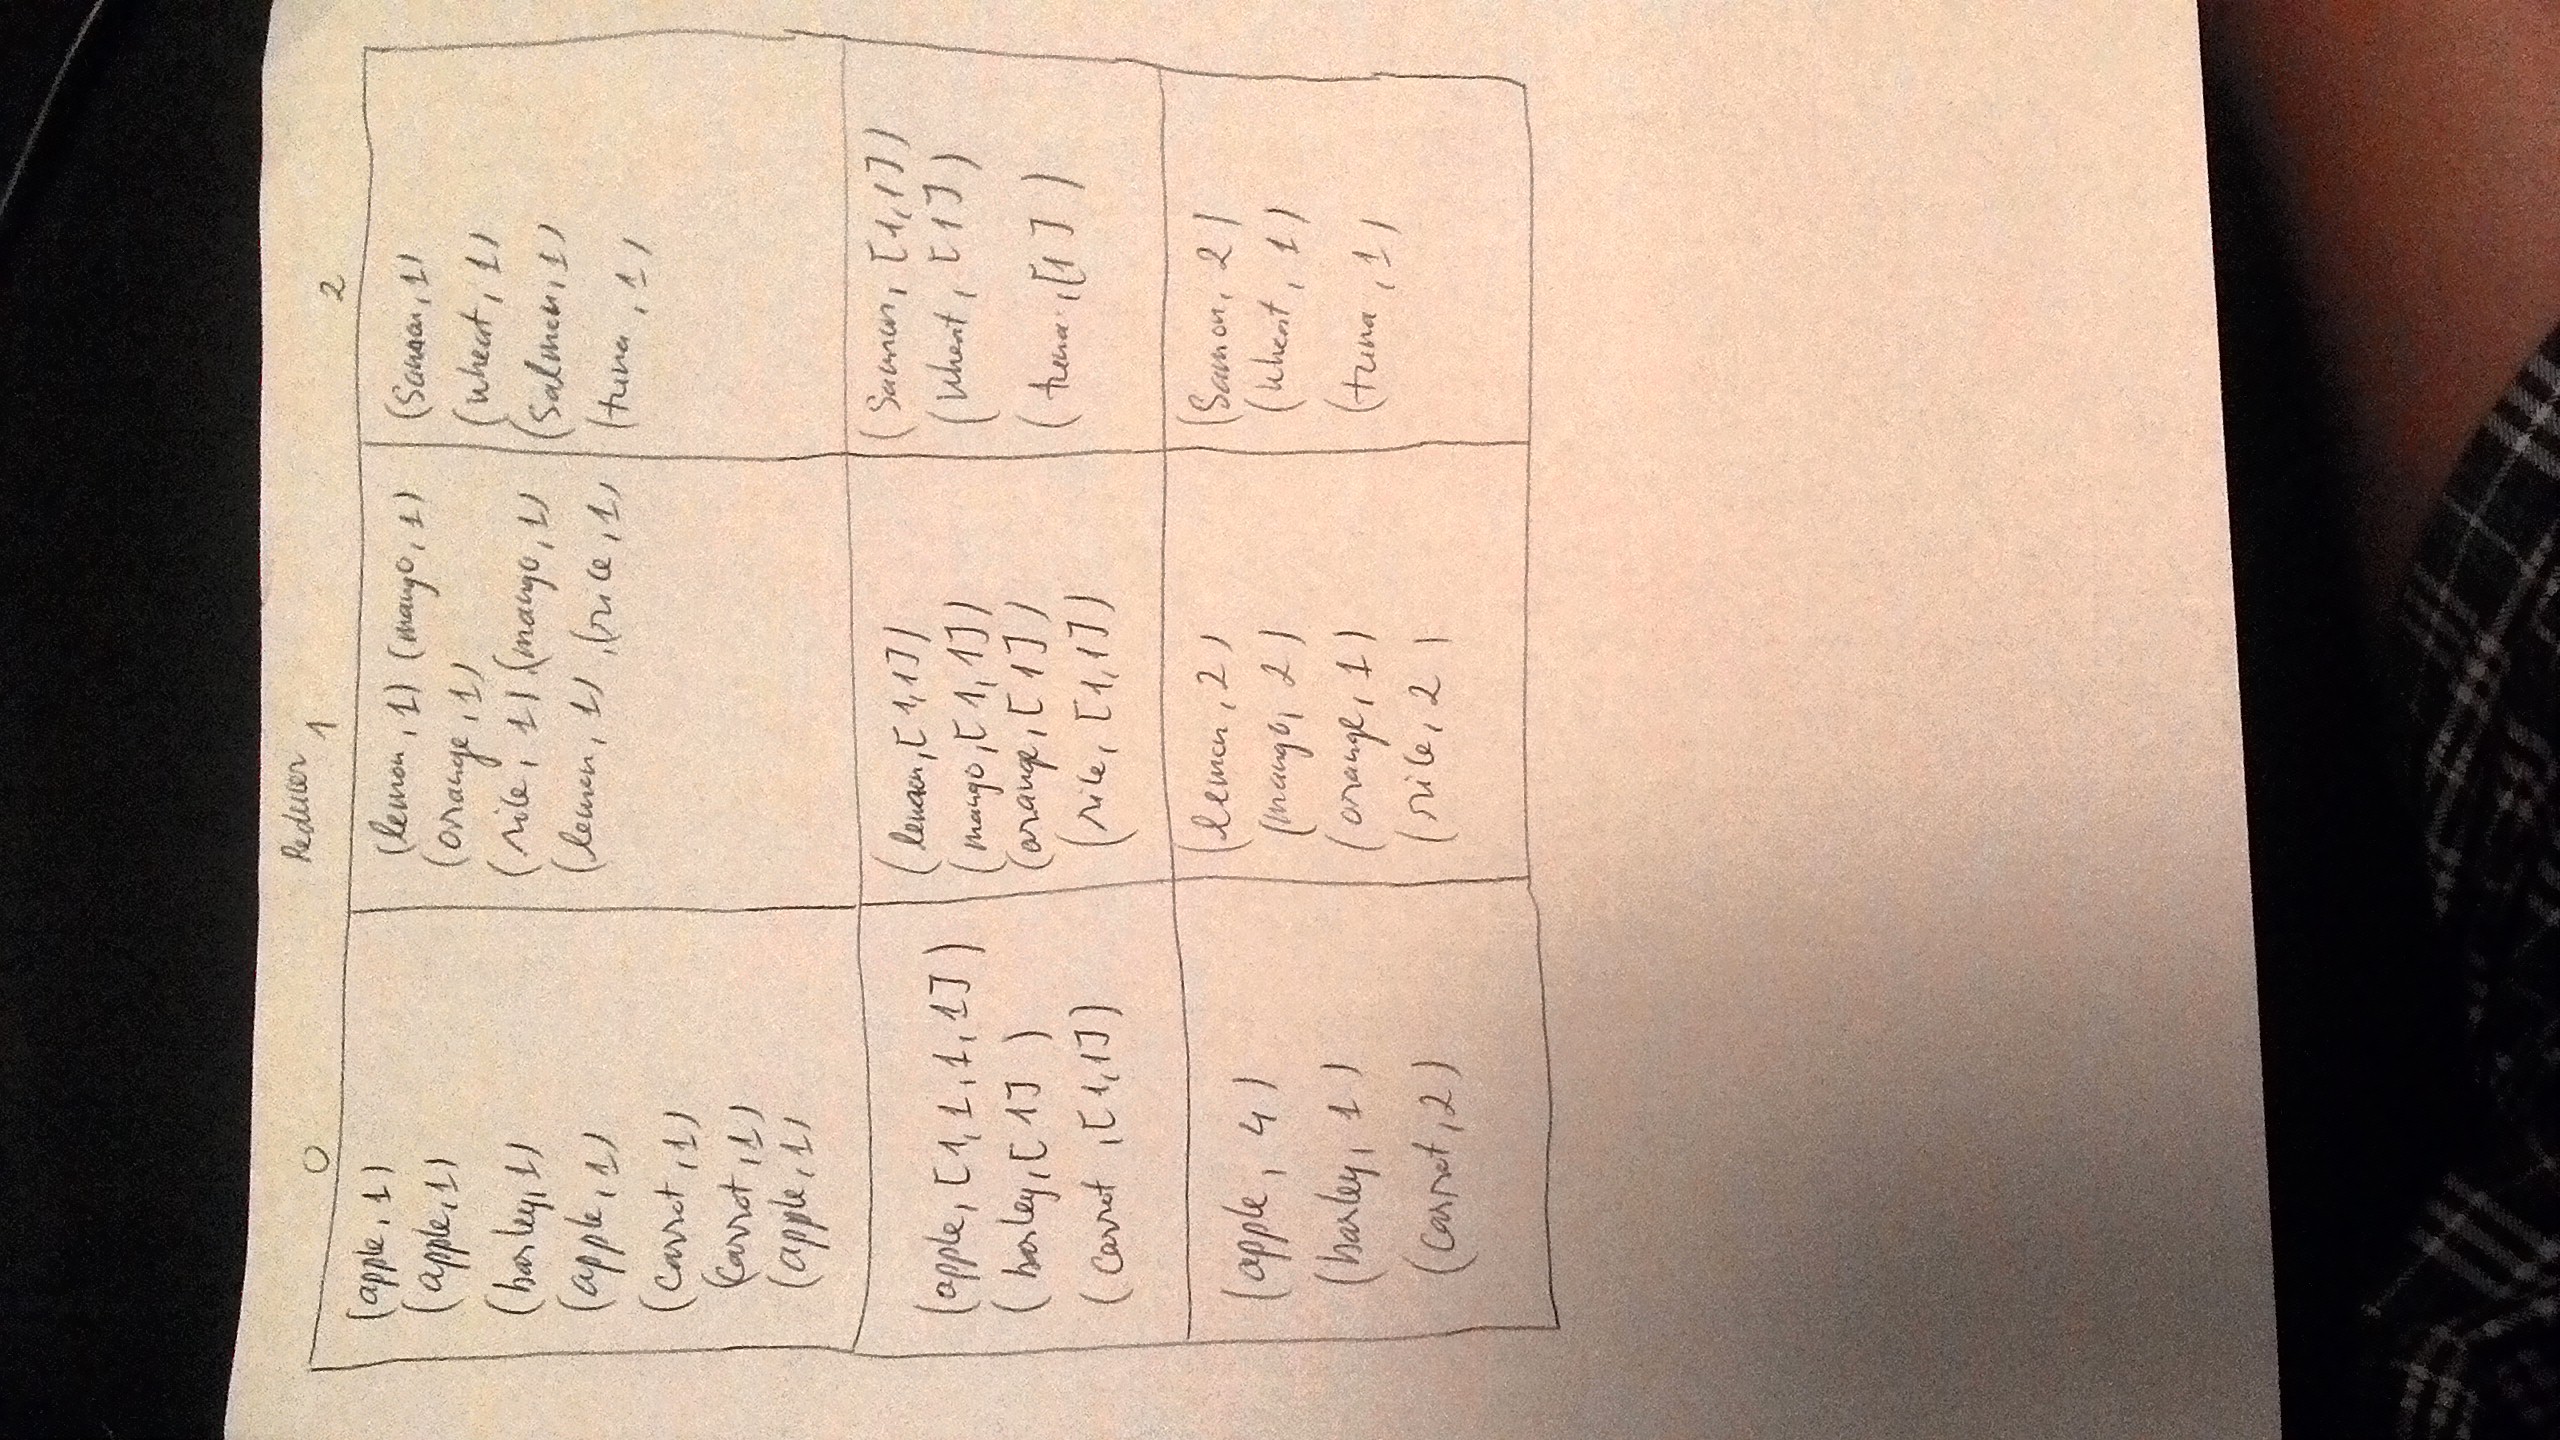 Reducer
0 1 2
(apple, 1)
(apple, 1)
(barley, 1)
(apple, 1)
(carrot, 1)
(carrot, 1)
(apple, 1)
(lemon, 1) (mango, 1)
(orange, 1)
(rice, 1) (mango, 1)
(lemon, 1), (rice, 1)
(Samon, 1)
(wheat, 1)
(Salmon, 1)
(tuna, 1)
(apple, [1, 1, 1, 1])
(barley, [1])
(carrot, [1, 1])
(lemon, [1, 1])
(mango, [1, 1])
(orange, [1])
(rice, [1, 1])
(Samon, [1, 1])
(wheat, [1])
(tuna, [1])
(apple, 4)
(barley, 1)
(carrot, 2)
(lemon, 2)
(mango, 2)
(orange, 1)
(rice, 2)
(Samon, 2)
(wheat, 1)
(tuna, 1)